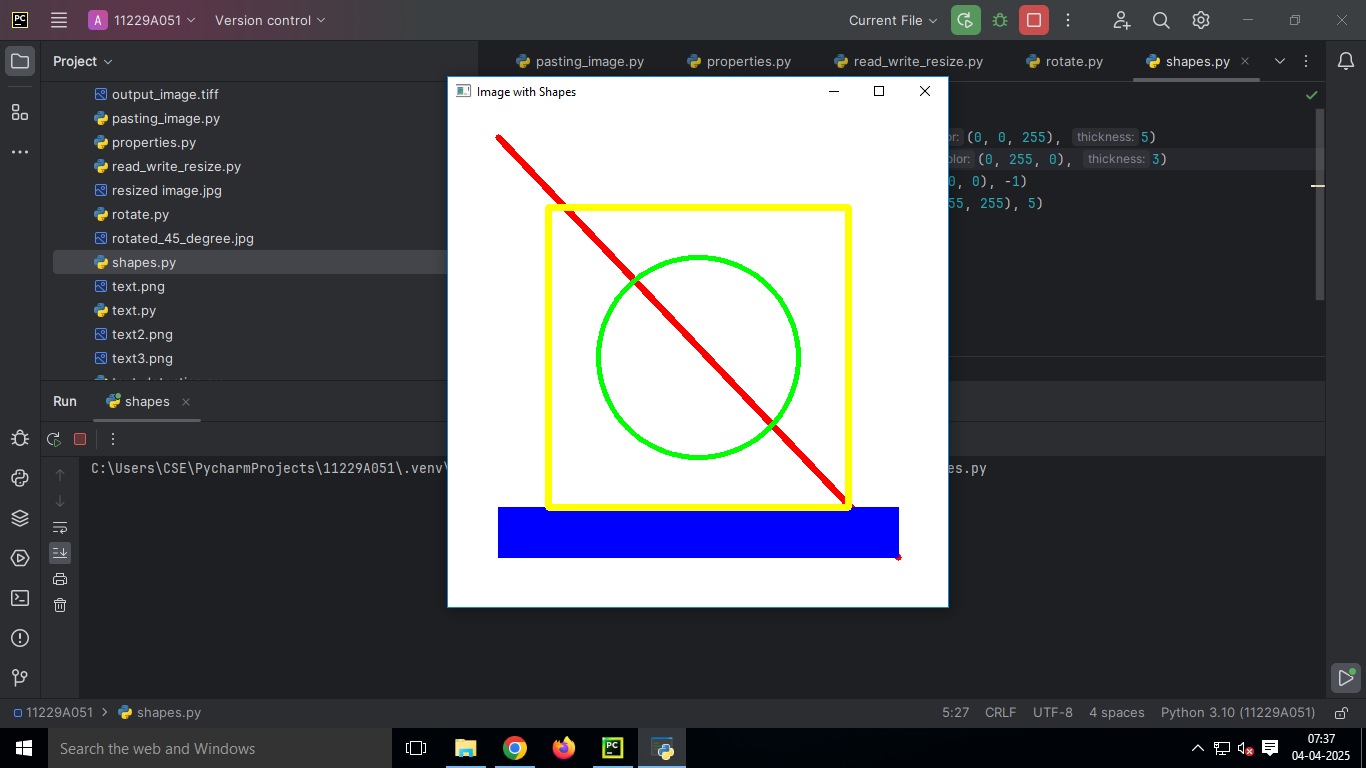 PC
A 11229A051
Version control
Current File
Project
pasting_image.py
properties.py
read_write_resize.py
rotate.py
shapes.py
output_image.tiff
pasting_image.py
properties.py
read_write_resize.py
resized image.jpg
rotate.py
rotated_45_degree.jpg
shapes.py
text.png
text.py
text2.png
text3.png
Image with Shapes
or: (0, 0, 255), thickness: 5)
olor: (0, 255, 0), thickness: 3)
0, 0), -1)
55, 255), 5)
Run
shapes
C:\Users\CSE\PycharmProjects\11229A051\.venv\
es.py
11229A051 > shapes.py
5:27
CRLF
UTF-8
4 spaces
Python 3.10 (11229A051)
Search the web and Windows
PC
07:37
04-04-2025